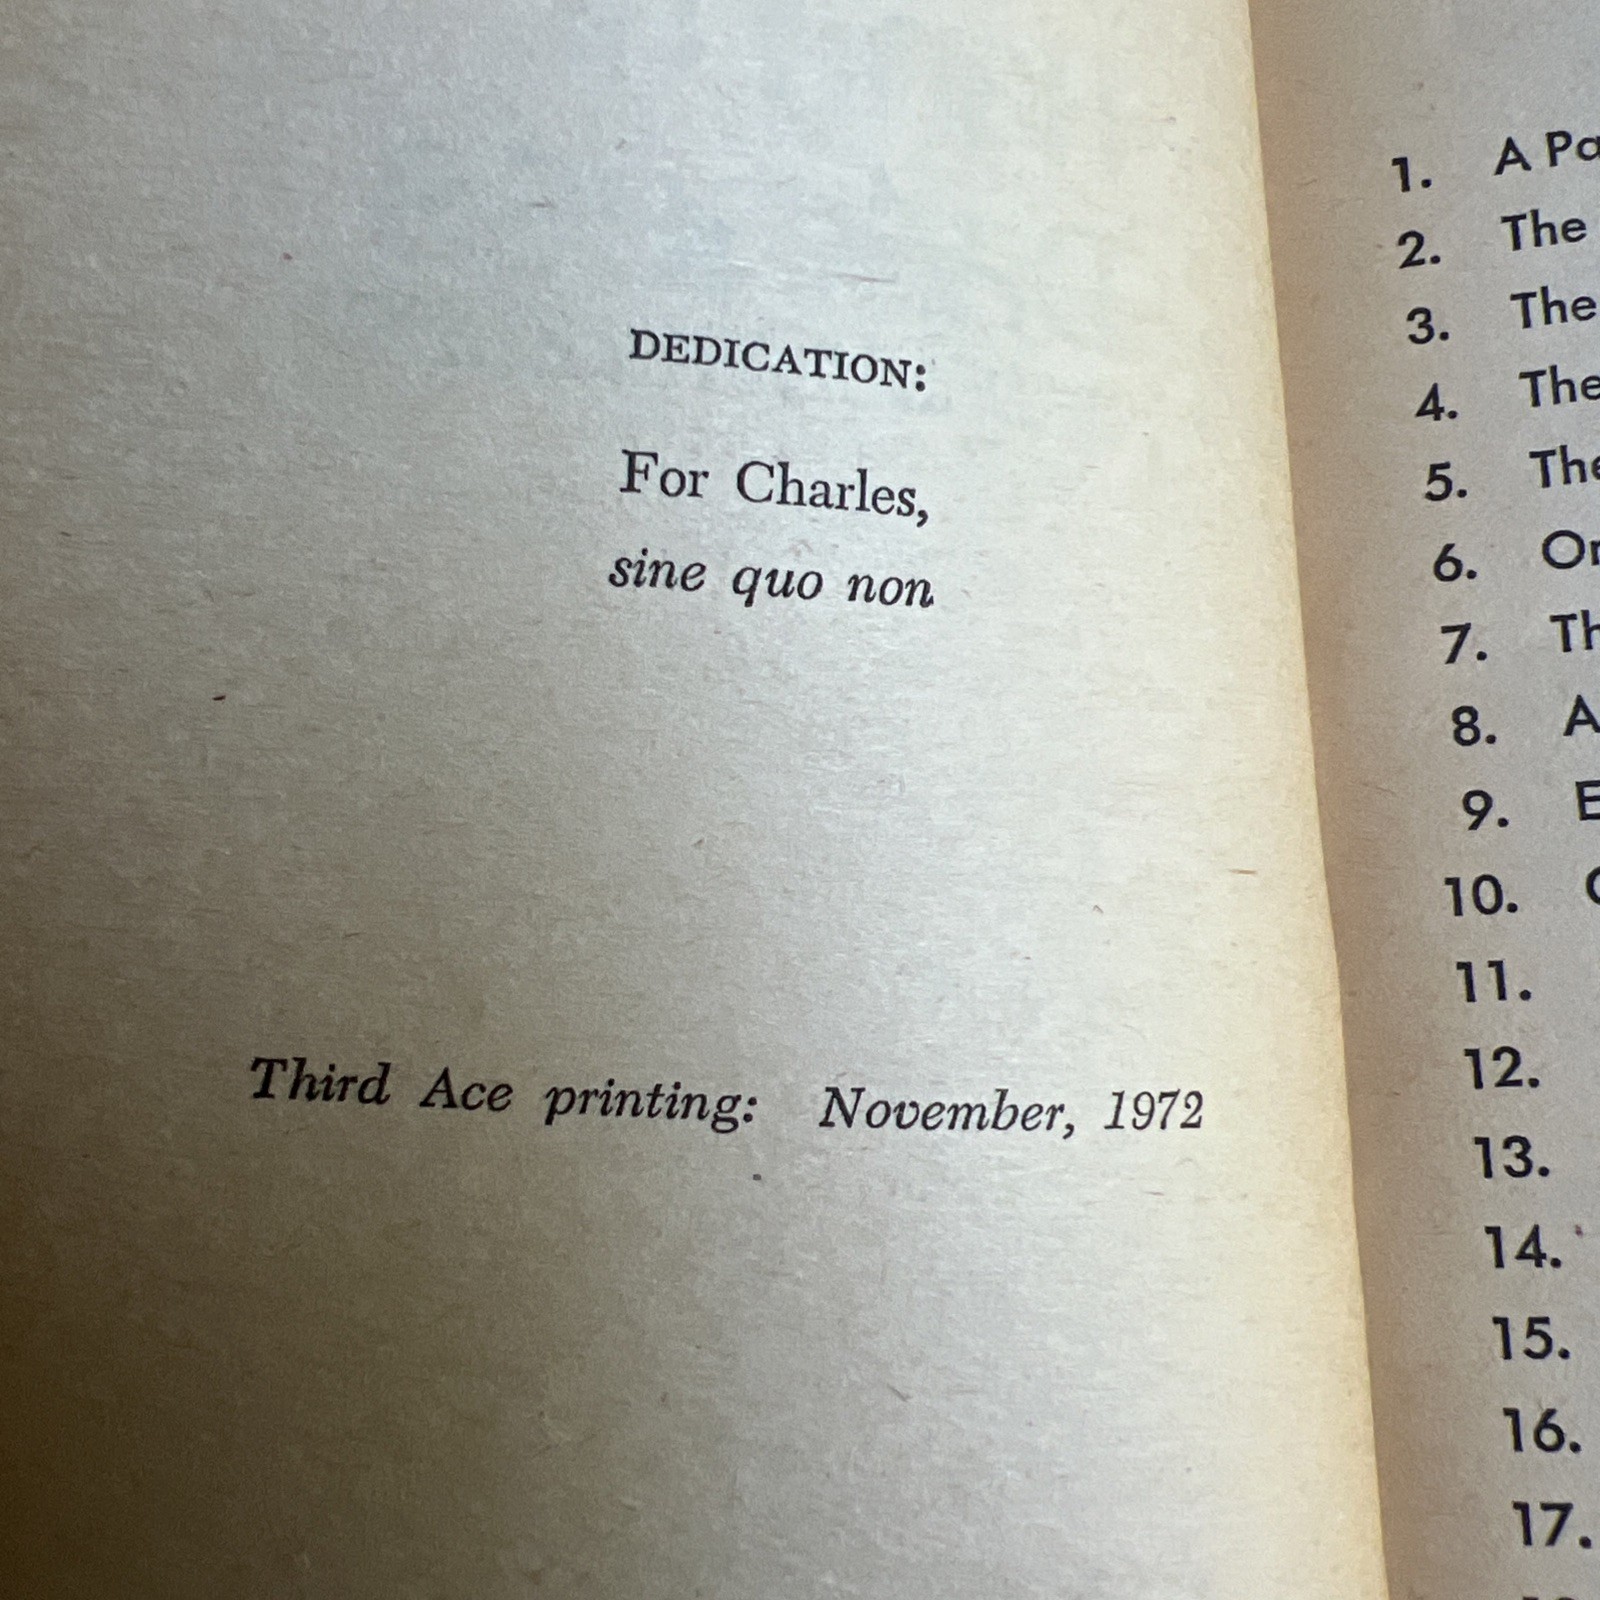 DEDICATION:
For Charles,
sine quo non
Third Ace printing: November, 1972
1. A
2. The
3. The
4. The
5. The
6.
7.
8.
9.
10.
11.
12.
13.
14.
15.
16.
17.